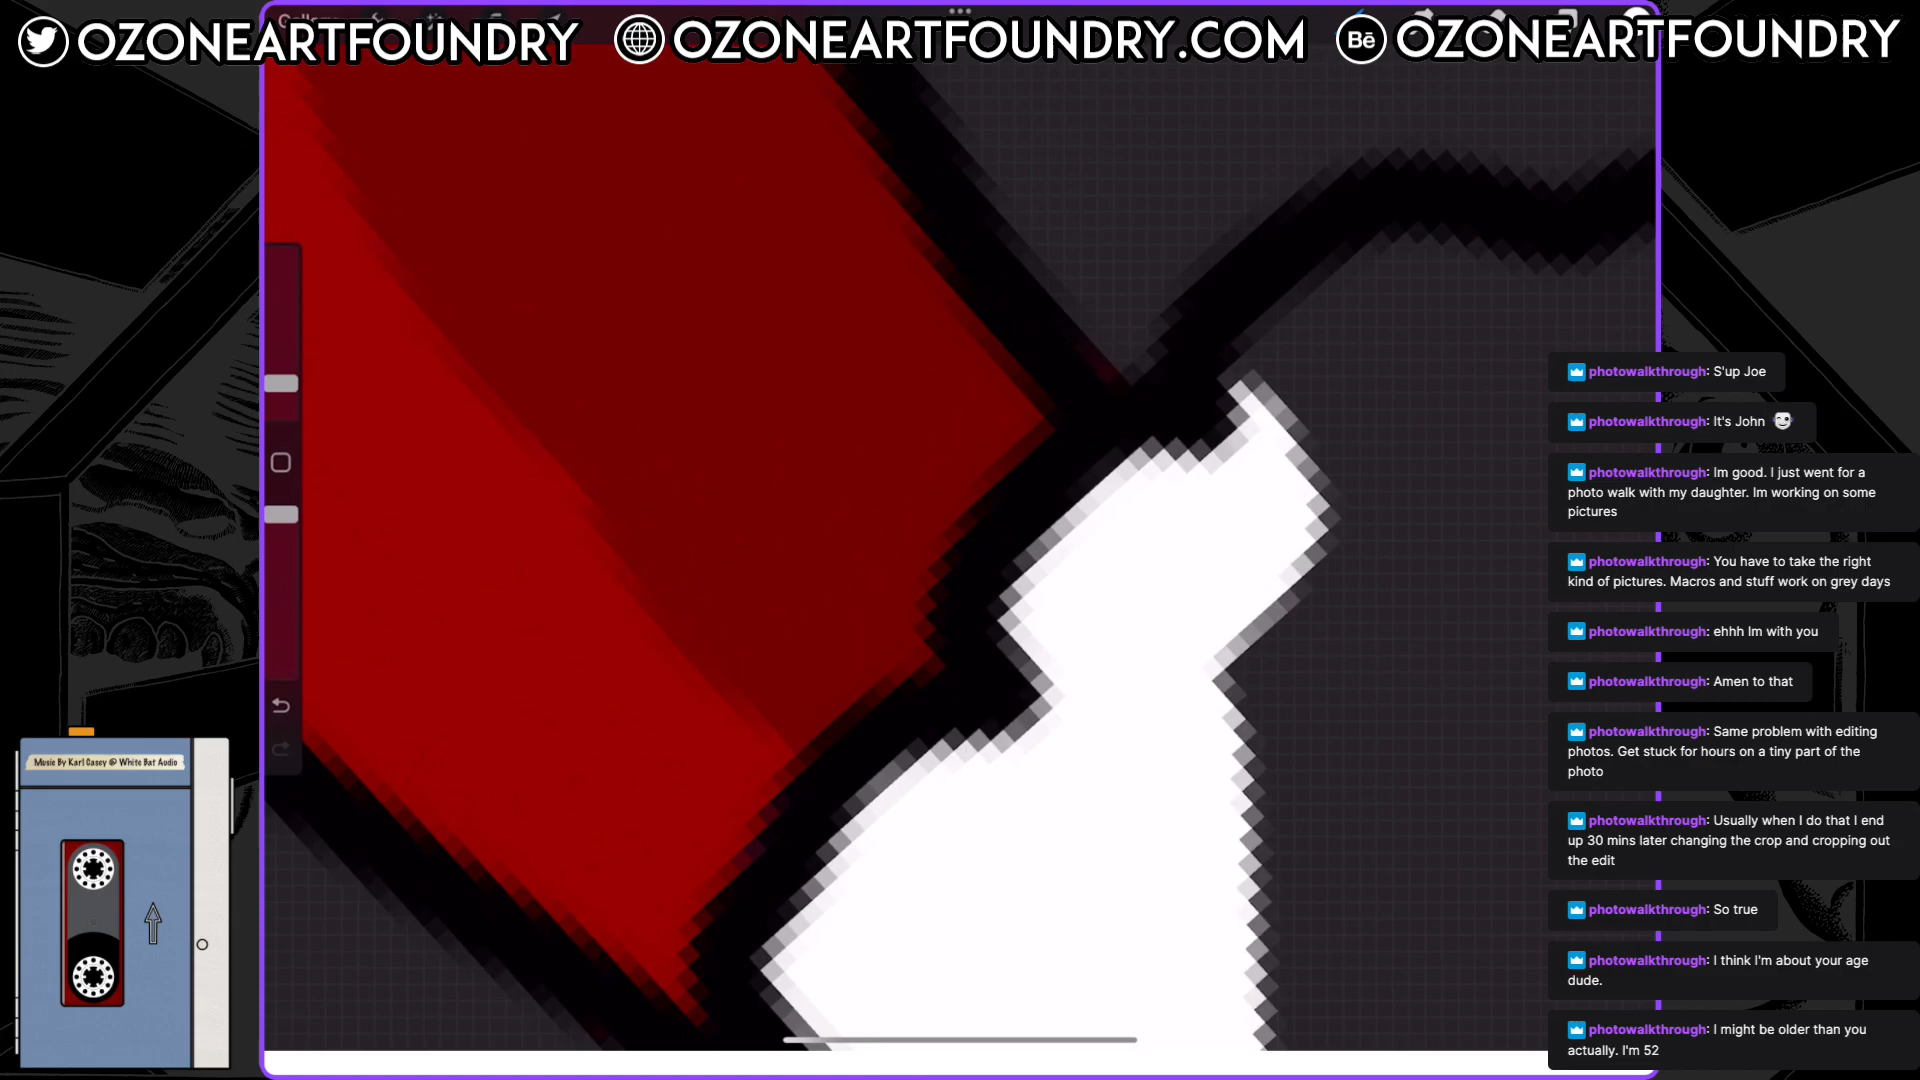 OZONEARTFOUNDRY
OZONEARTFOUNDRY.COM
Bē OZONEARTFOUNDRY
photowalkthrough: S'up Joe
photowalkthrough: It's John
photowalkthrough: Im good. I just went for a
photo walk with my daughter. Im working on some
pictures
photowalkthrough: You have to take the right
kind of pictures. Macros and stuff work on grey days
photowalkthrough: ehhh Im with you
photowalkthrough: Amen to that
photowalkthrough: Same problem with editing
photos. Get stuck for hours on a tiny part of the
photo
photowalkthrough: Usually when I do that I end
up 30 mins later changing the crop and cropping out
the edit
photowalkthrough: So true
photowalkthrough: I think I'm about your age
dude.
photowalkthrough: I might be older than you
actually. I'm 52
Music By Karl Casey @ White Bat Audio